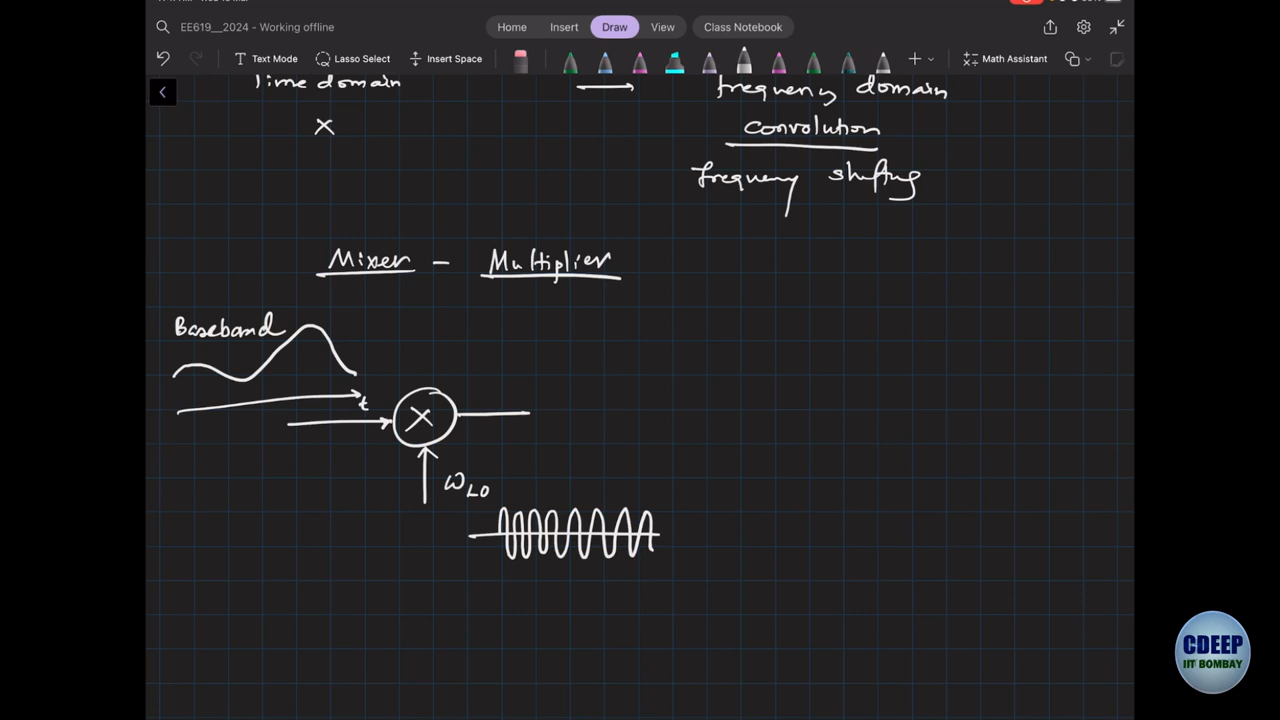 EE619__2024 - Working offline
Home Insert Draw View Class Notebook
Text Mode Lasso Select Insert Space Math Assistant
Time domain frequency domain
× convolution
frequency shifting
Mixer - Multiplier
Baseband
t
×
ω_LO
CDEEP
IIT BOMBAY